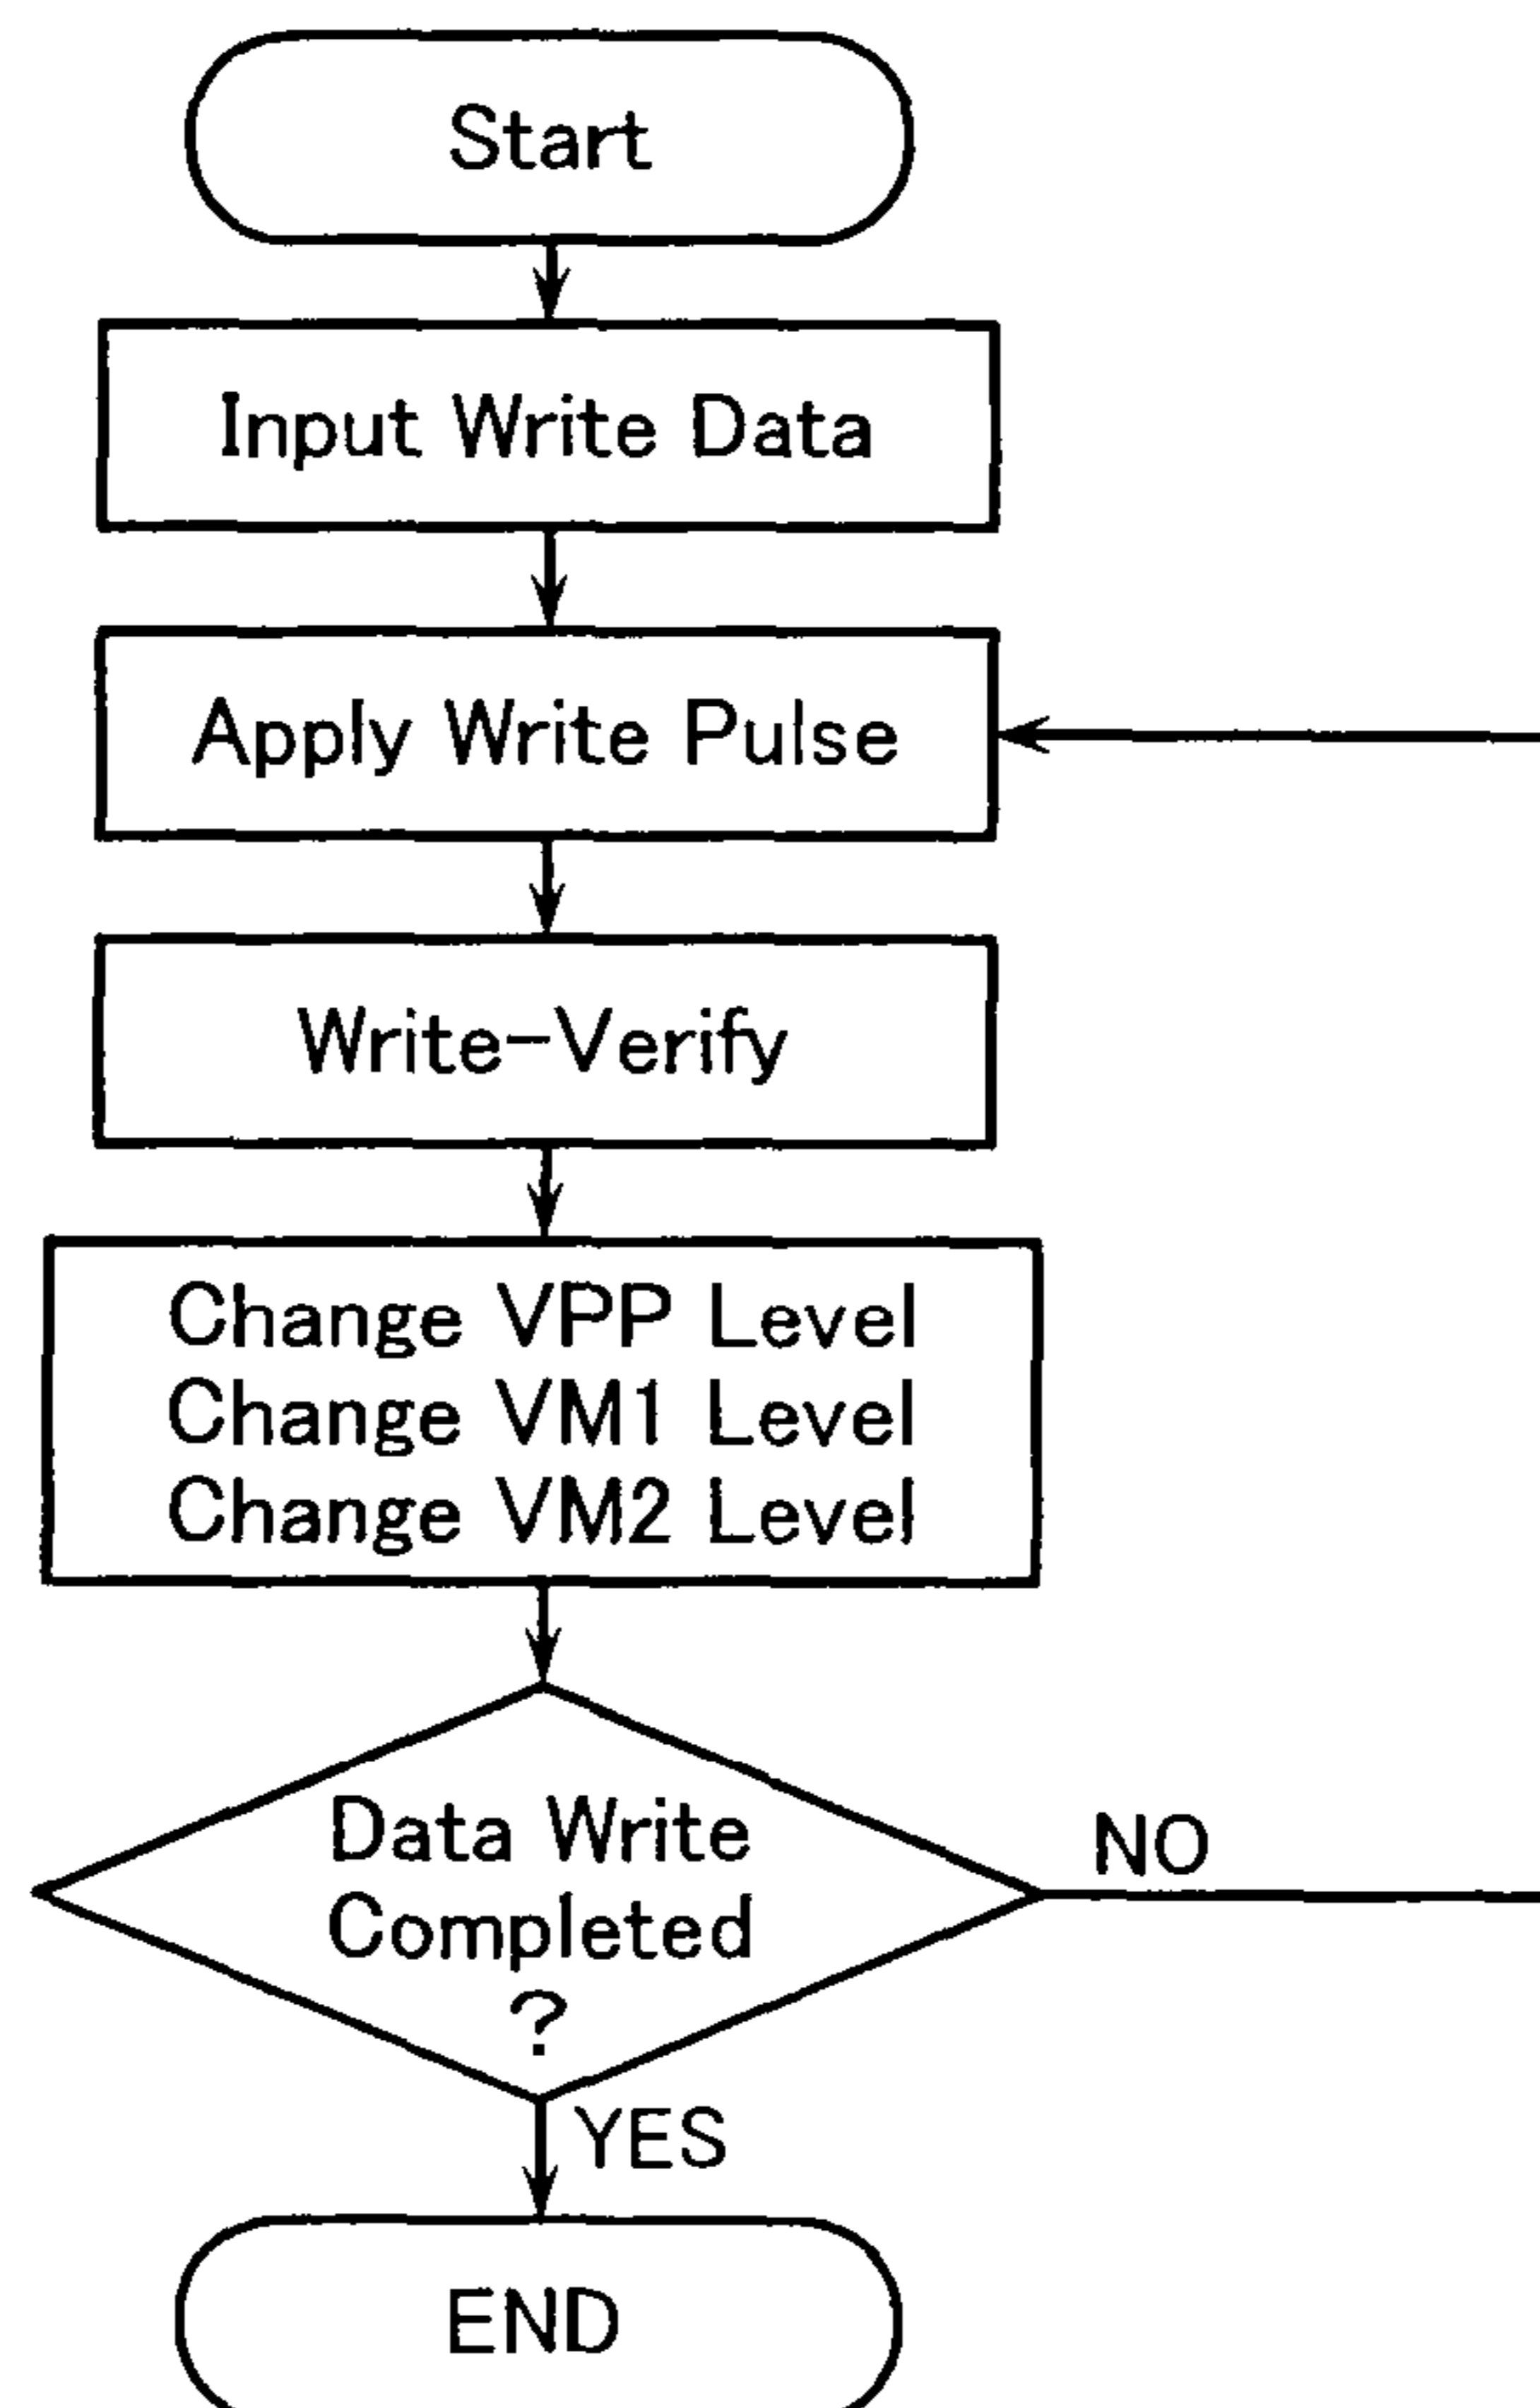 Start
Input Write Data
Apply Write Pulse
Write-Verify
Change VPP Level
Change VM1 Level
Change VM2 Level
Data Write
Completed
?
NO
YES
END